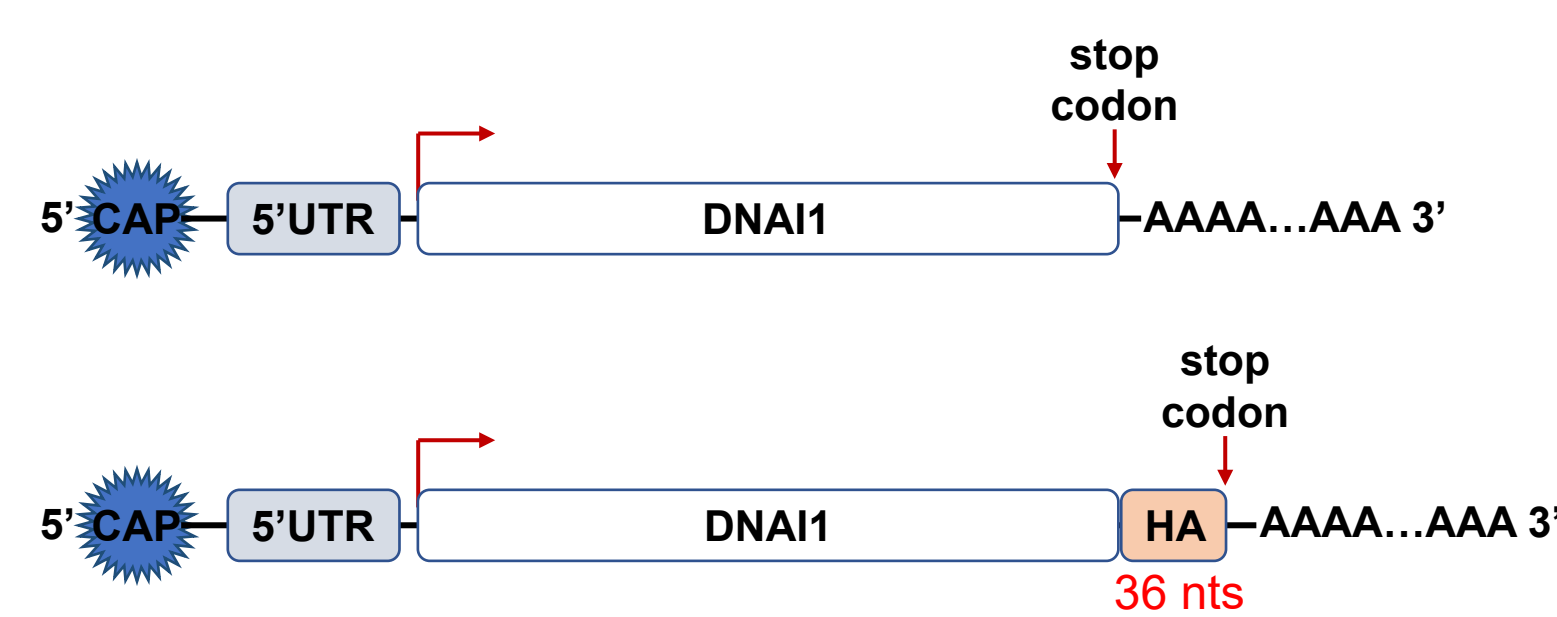 stop
codon
5’ CAP 5’UTR DNAI1 AAAA…AAA 3’
stop
codon
5’ CAP 5’UTR DNAI1 HA AAAA…AAA 3’
36 nts